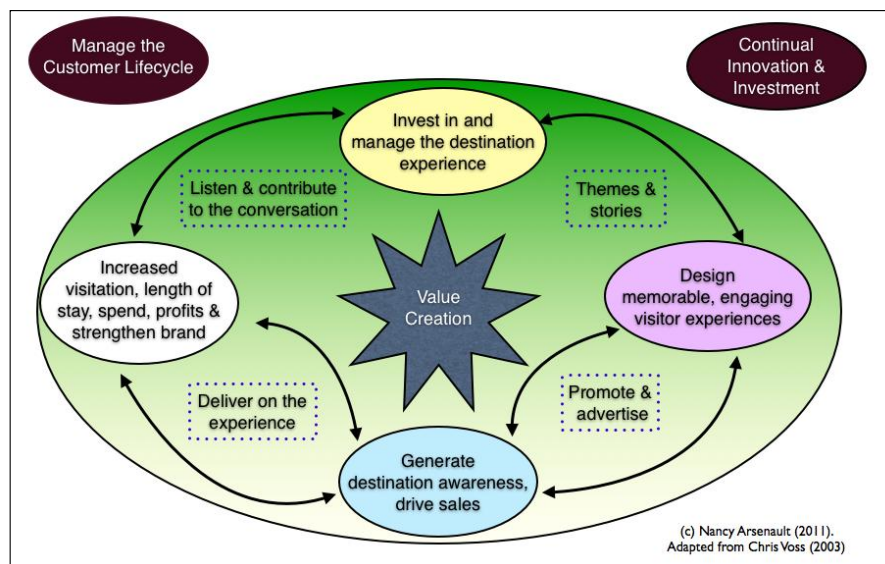 Manage the
Customer Lifecycle
Continual
Innovation &
Investment
Invest in and
manage the destination
experience
Listen & contribute
to the conversation
Themes &
stories
Increased
visitation, length of
stay, spend, profits &
strengthen brand
Value
Creation
Design
memorable, engaging
visitor experiences
Deliver on the
experience
Promote &
advertise
Generate
destination awareness,
drive sales
(c) Nancy Arsenault (2011).
Adapted from Chris Voss (2003)